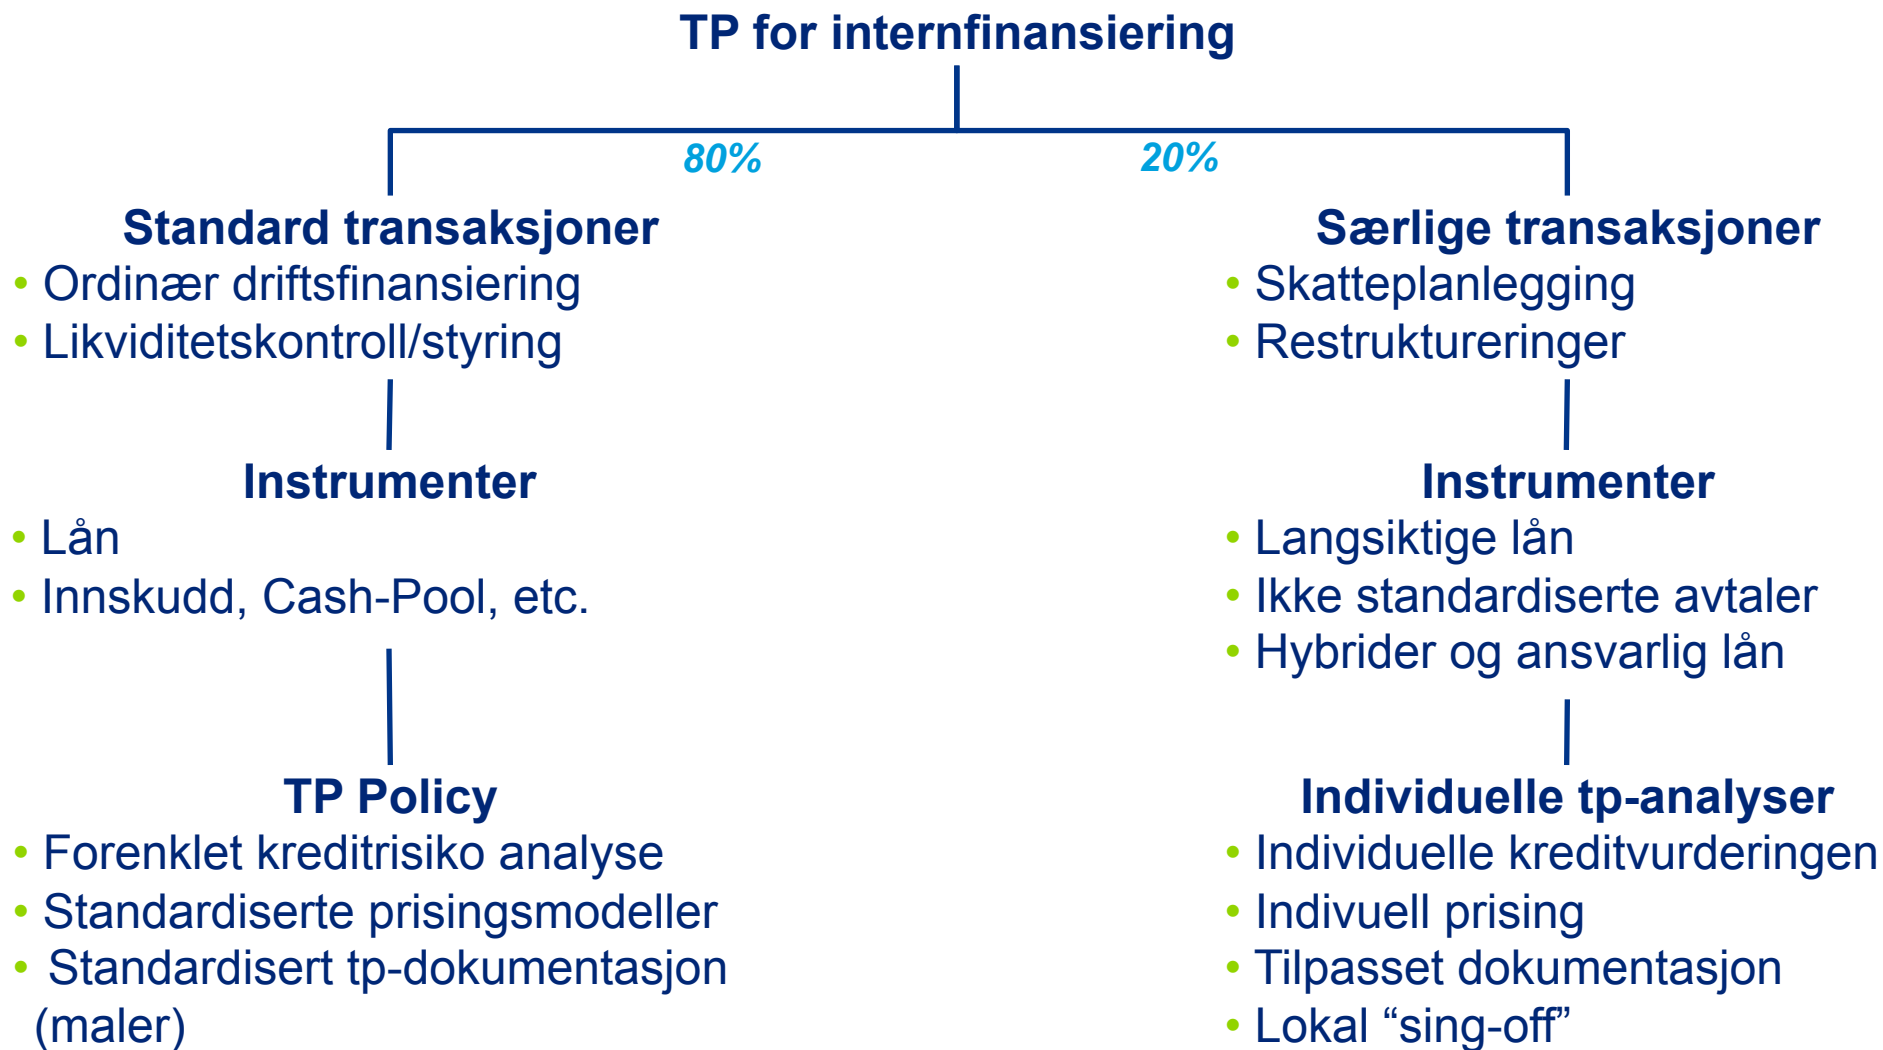 TP for internfinansiering
80%
20%
Standard transaksjoner
• Ordinær driftsfinansiering
• Likviditetskontroll/styring
Instrumenter
• Lån
• Innskudd, Cash-Pool, etc.
TP Policy
• Forenklet kreditrisiko analyse
• Standardiserte prisingsmodeller
• Standardisert tp-dokumentasjon
(maler)
Særlige transaksjoner
• Skatteplanlegging
• Restruktureringer
Instrumenter
• Langsiktige lån
• Ikke standardiserte avtaler
• Hybrider og ansvarlig lån
Individuelle tp-analyser
• Individuelle kreditvurderingen
• Indivuell prising
• Tilpasset dokumentasjon
• Lokal “sing-off”